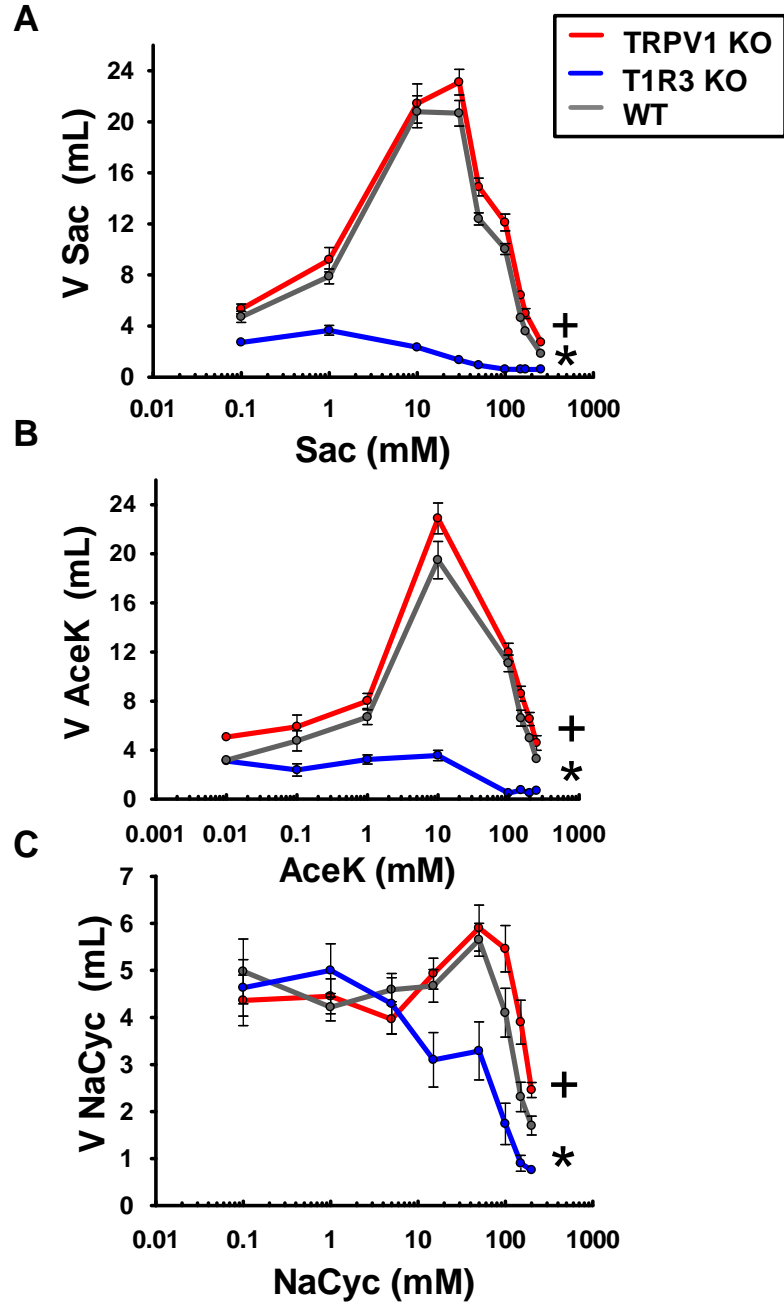 A
TRPV1 KO
T1R3 KO
WT
V Sac (mL)
24
20
16
12
8
4
0
+
*
0.01 0.1 1 10 100 1000
Sac (mM)
B
V AceK (mL)
24
20
16
12
8
4
0
+
*
0.001 0.01 0.1 1 10 100 1000
AceK (mM)
C
V NaCyc (mL)
7
6
5
4
3
2
1
0
+
*
0.01 0.1 1 10 100 1000
NaCyc (mM)